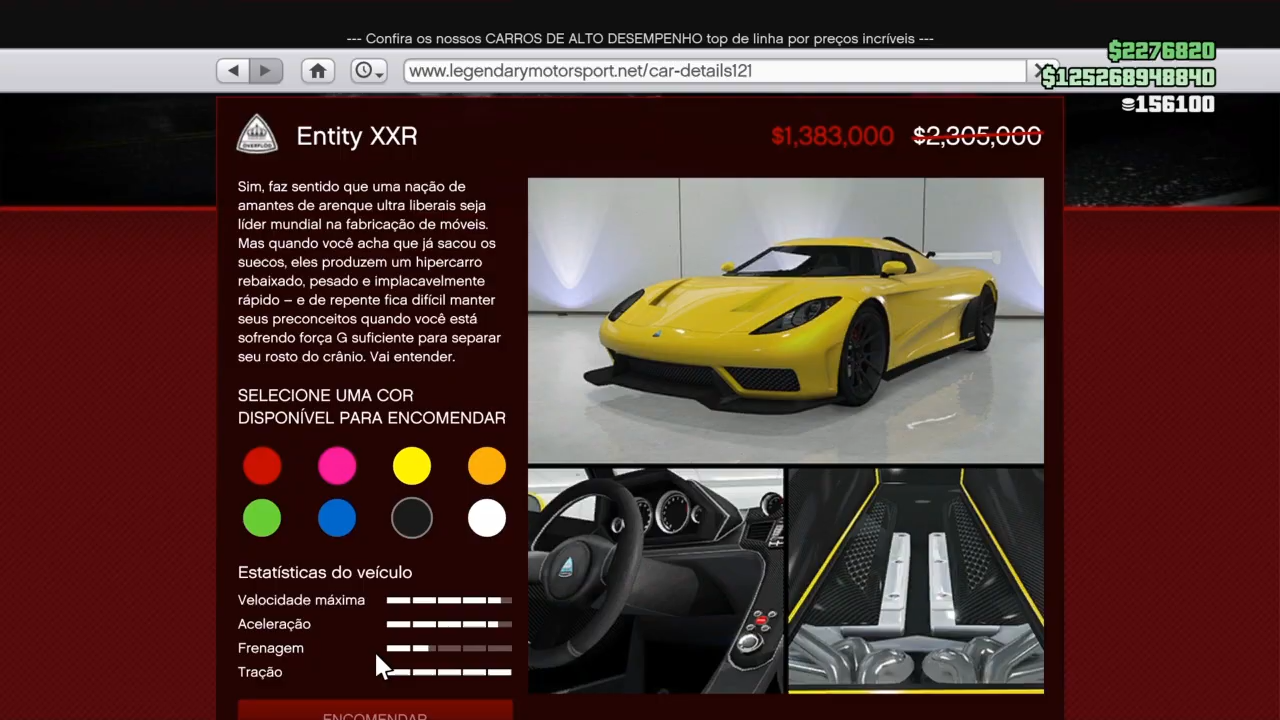 --- Confira os nossos CARROS DE ALTO DESEMPENHO top de linha por preços incríveis ---
$2276820
www.legendarymotorsport.net/car-details121
$125268948840
156100
ÖVERFLÖD
Entity XXR
$1,383,000 $2,305,000
Sim, faz sentido que uma nação de
amantes de arenque ultra liberais seja
líder mundial na fabricação de móveis.
Mas quando você acha que já sacou os
suecos, eles produzem um hipercarro
rebaixado, pesado e implacavelmente
rápido – e de repente fica difícil manter
seus preconceitos quando você está
sofrendo força G suficiente para separar
seu rosto do crânio. Vai entender.
SELECIONE UMA COR
DISPONÍVEL PARA ENCOMENDAR
Estatísticas do veículo
Velocidade máxima
Aceleração
Frenagem
Tração
ENCOMENDAR